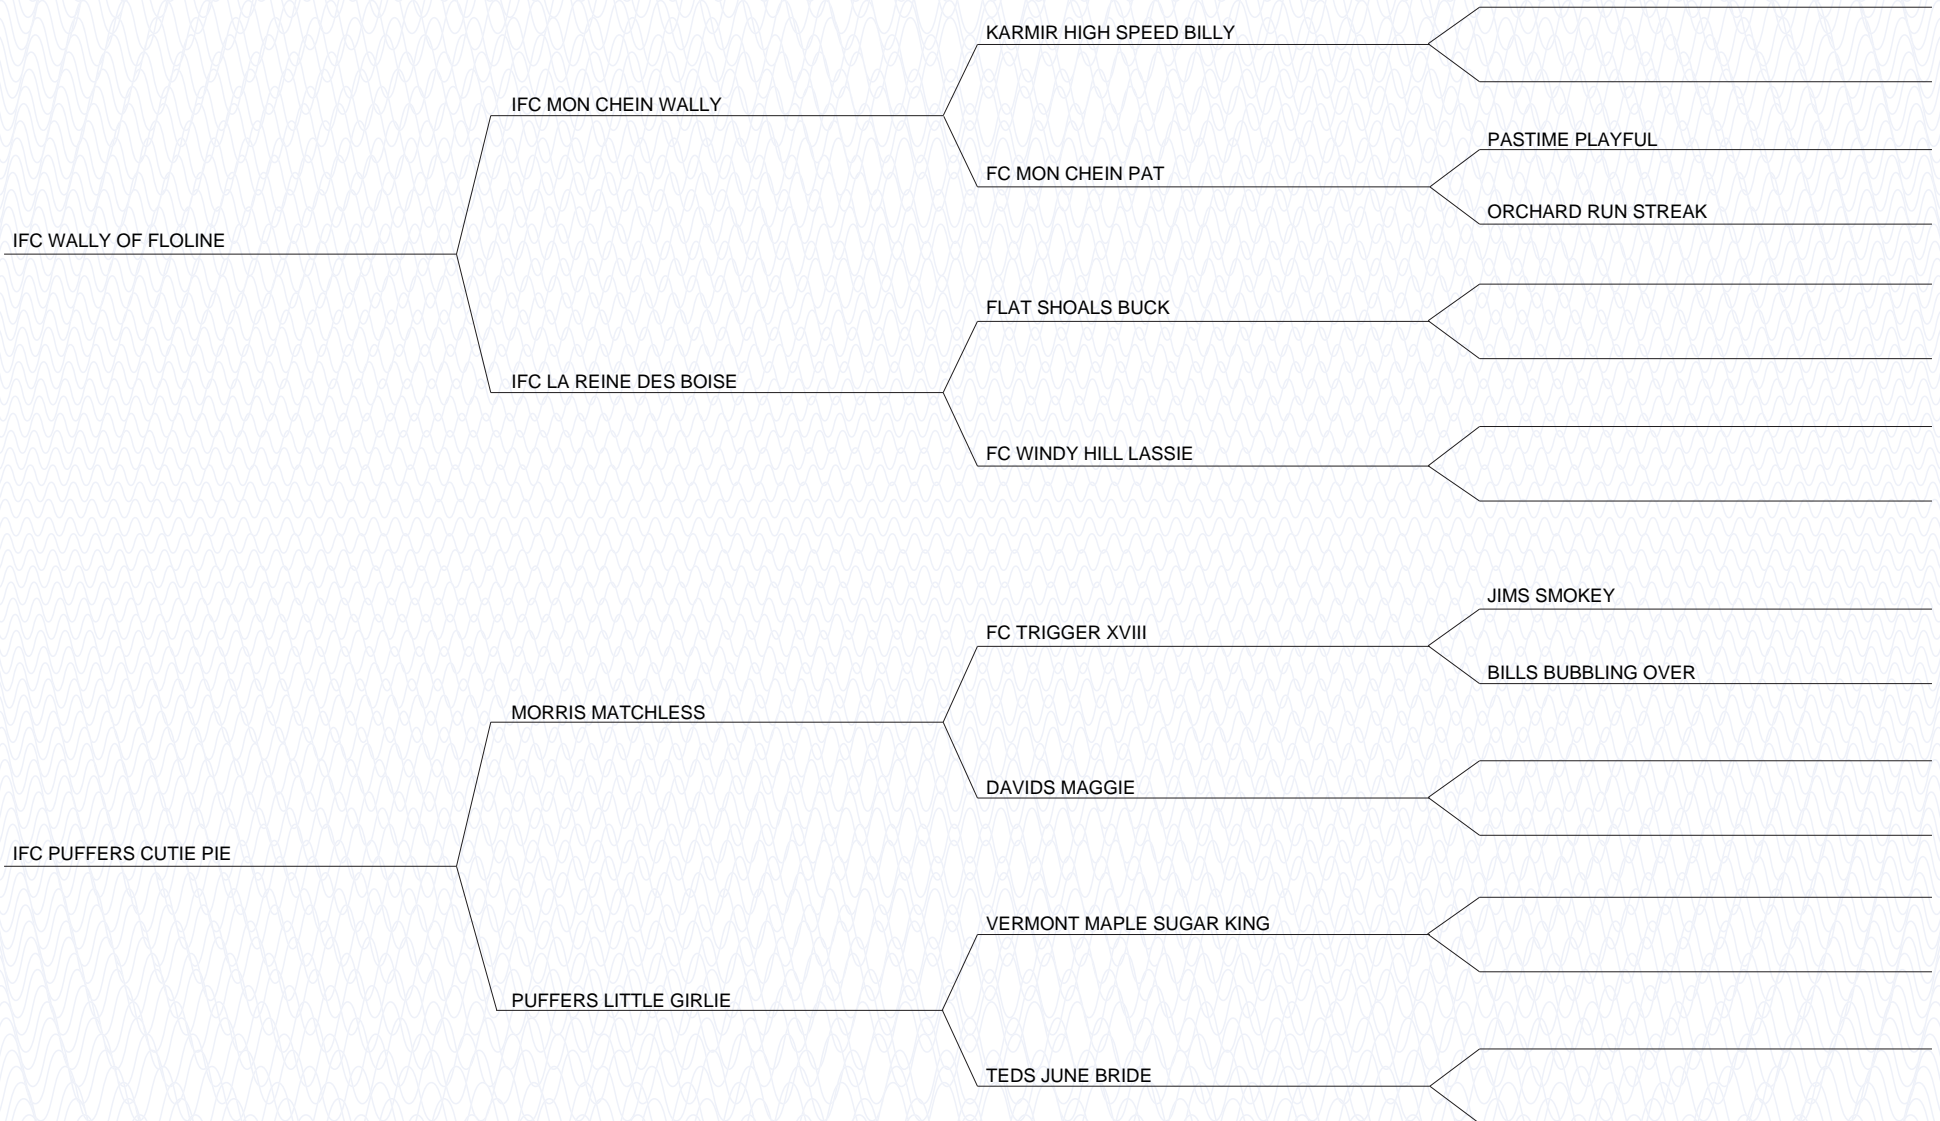 KARMIR HIGH SPEED BILLY
IFC MON CHEIN WALLY
PASTIME PLAYFUL
FC MON CHEIN PAT
ORCHARD RUN STREAK
IFC WALLY OF FLOLINE
FLAT SHOALS BUCK
IFC LA REINE DES BOISE
FC WINDY HILL LASSIE
JIMS SMOKEY
FC TRIGGER XVIII
BILLS BUBBLING OVER
MORRIS MATCHLESS
DAVIDS MAGGIE
IFC PUFFERS CUTIE PIE
VERMONT MAPLE SUGAR KING
PUFFERS LITTLE GIRLIE
TEDS JUNE BRIDE